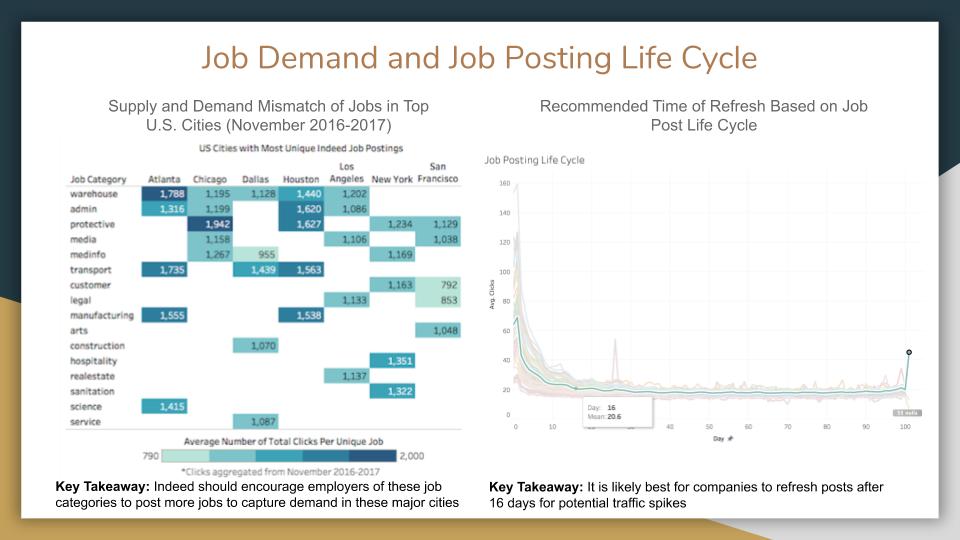 Job Demand and Job Posting Life Cycle
Supply and Demand Mismatch of Jobs in Top
U.S. Cities (November 2016-2017)
US Cities with Most Unique Indeed Job Postings
Job Category Atlanta Chicago Dallas Houston Los Angeles New York San Francisco
warehouse 1,788 1,195 1,128 1,440 1,202
admin 1,316 1,199 1,620 1,086
protective 1,942 1,627 1,234 1,129
media 1,158 1,106 1,038
medinfo 1,267 955 1,169
transport 1,735 1,439 1,563
customer 1,163 792
legal 1,133 853
manufacturing 1,555 1,538
arts 1,048
construction 1,070
hospitality 1,351
realestate 1,137
sanitation 1,322
science 1,415
service 1,087
Average Number of Total Clicks Per Unique Job
790 2,000
*Clicks aggregated from November 2016-2017
Key Takeaway: Indeed should encourage employers of these job
categories to post more jobs to capture demand in these major cities
Recommended Time of Refresh Based on Job
Post Life Cycle
Job Posting Life Cycle
160
140
120
100
80
60
40
20
0
Avg. Clicks
Day: 16
Mean: 20.6
0 10 30 40 50 60 70 80 90 100
Day
Key Takeaway: It is likely best for companies to refresh posts after
16 days for potential traffic spikes